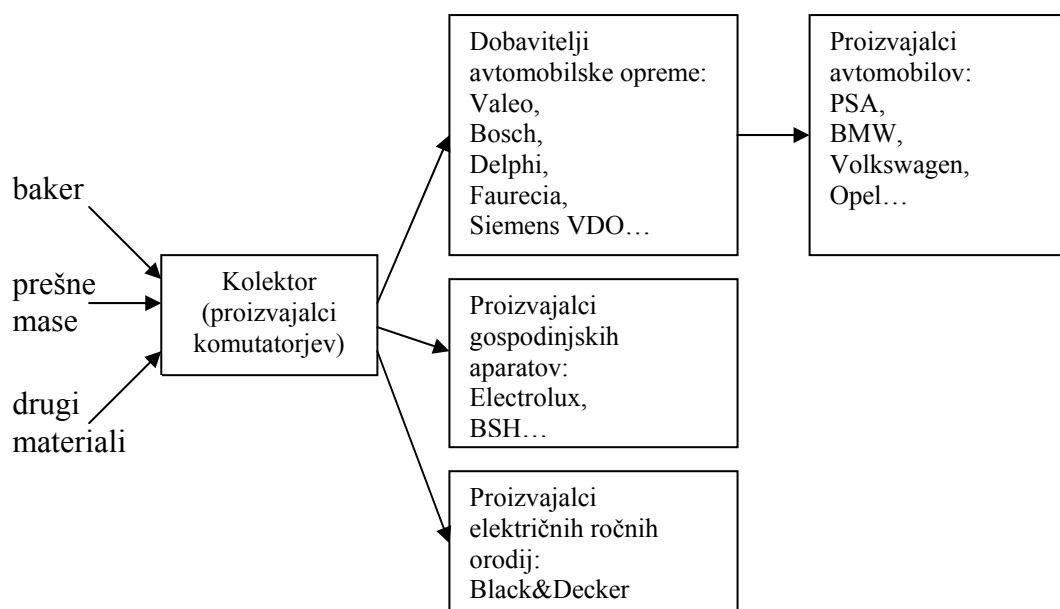 baker
prešne
mase
drugi
materiali
Kolektor
(proizvajalci
komutatorjev)
Dobavitelji
avtomobilske opreme:
Valeo,
Bosch,
Delphi,
Faurecia,
Siemens VDO…
Proizvajalci
avtomobilov:
PSA,
BMW,
Volkswagen,
Opel…
Proizvajalci
gospodinjskih
aparatov:
Electrolux,
BSH…
Proizvajalci
električnih ročnih
orodij:
Black&Decker